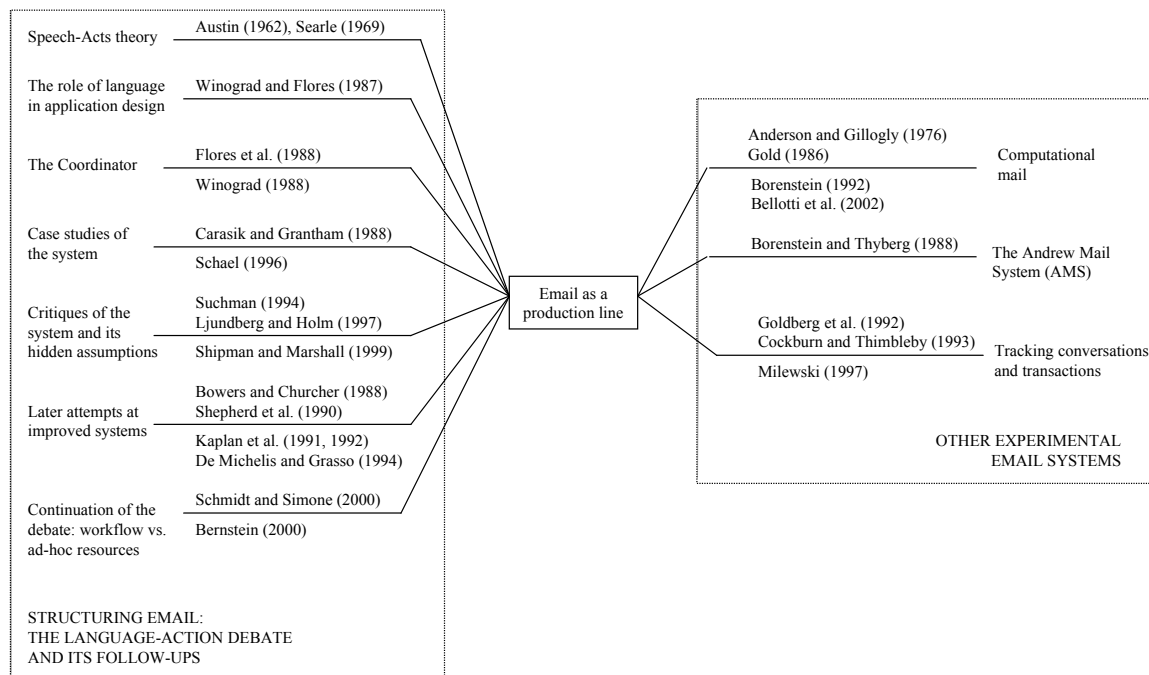 Speech-Acts theory
Austin (1962), Searle (1969)
The role of language
in application design
Winograd and Flores (1987)
The Coordinator
Flores et al. (1988)
Winograd (1988)
Case studies of
the system
Carasik and Grantham (1988)
Schael (1996)
Critiques of the
system and its
hidden assumptions
Suchman (1994)
Ljundberg and Holm (1997)
Shipman and Marshall (1999)
Later attempts at
improved systems
Bowers and Churcher (1988)
Shepherd et al. (1990)
Kaplan et al. (1991, 1992)
De Michelis and Grasso (1994)
Continuation of the
debate: workflow vs.
ad-hoc resources
Schmidt and Simone (2000)
Bernstein (2000)
STRUCTURING EMAIL:
THE LANGUAGE-ACTION DEBATE
AND ITS FOLLOW-UPS
Email as a
production line
Anderson and Gillogly (1976)
Gold (1986)
Borenstein (1992)
Bellotti et al. (2002)
Computational
mail
Borenstein and Thyberg (1988)
The Andrew Mail
System (AMS)
Goldberg et al. (1992)
Cockburn and Thimbleby (1993)
Milewski (1997)
Tracking conversations
and transactions
OTHER EXPERIMENTAL
EMAIL SYSTEMS